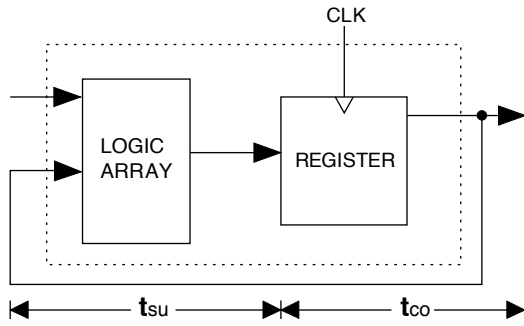 CLK
LOGIC
ARRAY
REGISTER
tsu
tco